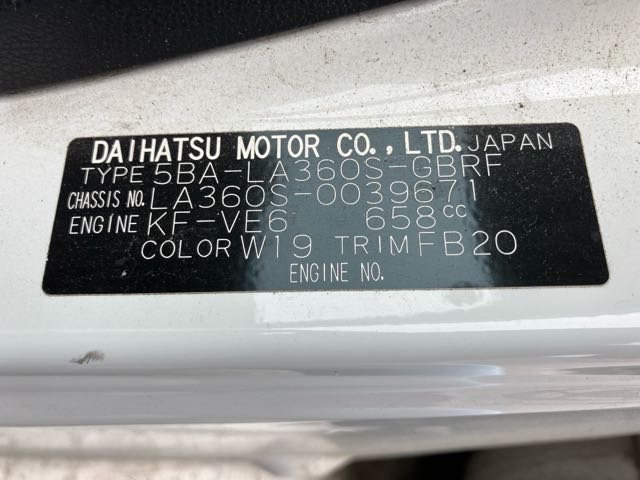 DAIHATSU MOTOR CO., LTD. JAPAN
TYPE 5BA-LA360S-GBRF
CHASSIS NO. LA360S-0039671
ENGINE KF-VE6 658cc
COLOR W19 TRIM FB20
ENGINE NO.